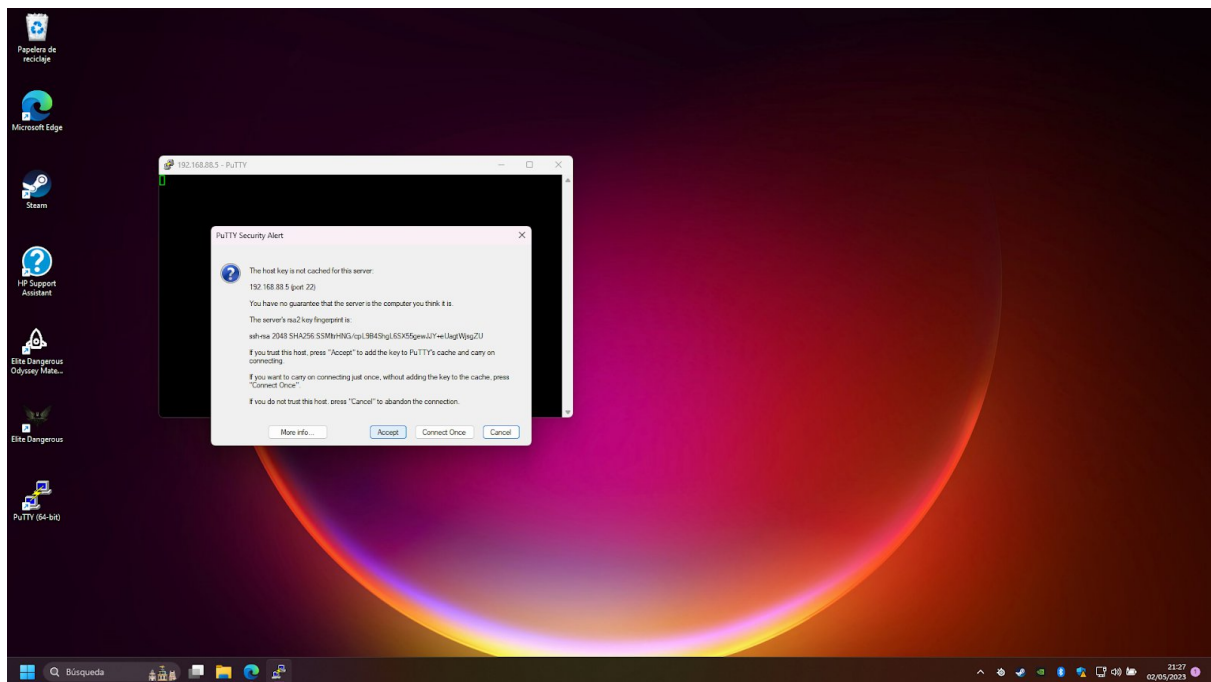 Papelera de
reciclaje
Microsoft Edge
Steam
HP Support
Assistant
Elite Dangerous
Odyssey Mate...
Elite Dangerous
PuTTY (64-bit)
192.168.88.5 - PuTTY
PuTTY Security Alert
The host key is not cached for this server:
192.168.88.5 (port 22)
You have no guarantee that the server is the computer you think it is.
The server's rsa2 key fingerprint is:
ssh-rsa 2048
If you trust this host, press "Accept" to add the key to PuTTY's cache and carry on
connecting.
If you want to carry on connecting just once, without adding the key to the cache, press
"Connect Once".
If you do not trust this host, press "Cancel" to abandon the connection.
More info...
Accept
Connect Once
Cancel
Búsqueda
21:27
02/05/2023
1